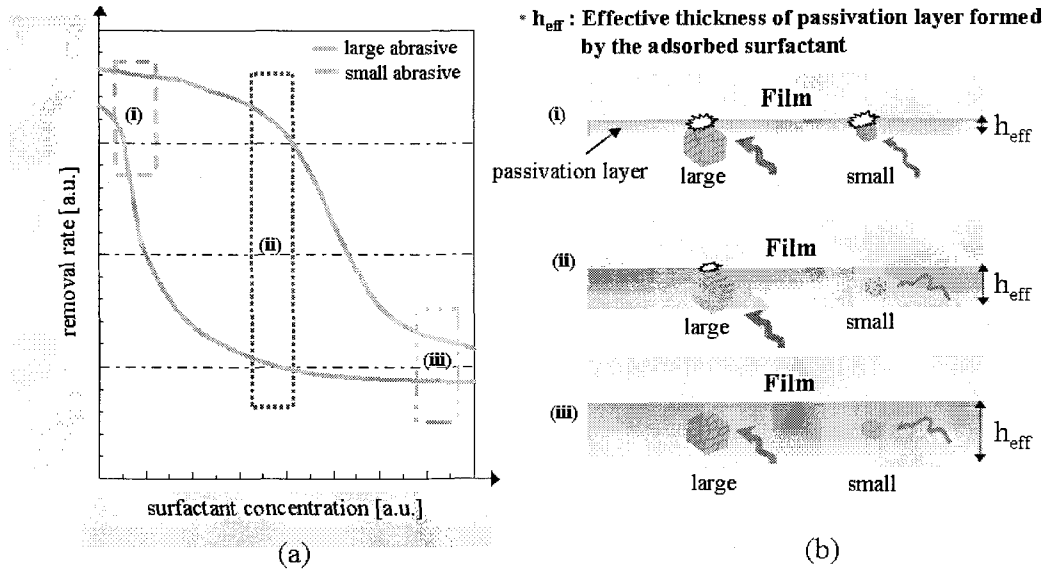 large abrasive
small abrasive
(i)
(ii)
(iii)
removal rate [a.u.]
surfactant concentration [a.u.]
(a)
* h_eff : Effective thickness of passivation layer formed
by the adsorbed surfactant
Film
(i)
h_eff
passivation layer
large
small
Film
(ii)
h_eff
large
small
Film
(iii)
h_eff
large
small
(b)